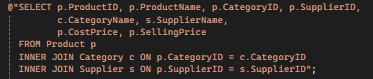 @"SELECT p.ProductID, p.ProductName, p.CategoryID, p.SupplierID,
c.CategoryName, s.SupplierName,
p.CostPrice, p.SellingPrice
FROM Product p
INNER JOIN Category c ON p.CategoryID = c.CategoryID
INNER JOIN Supplier s ON p.SupplierID = s.SupplierID";